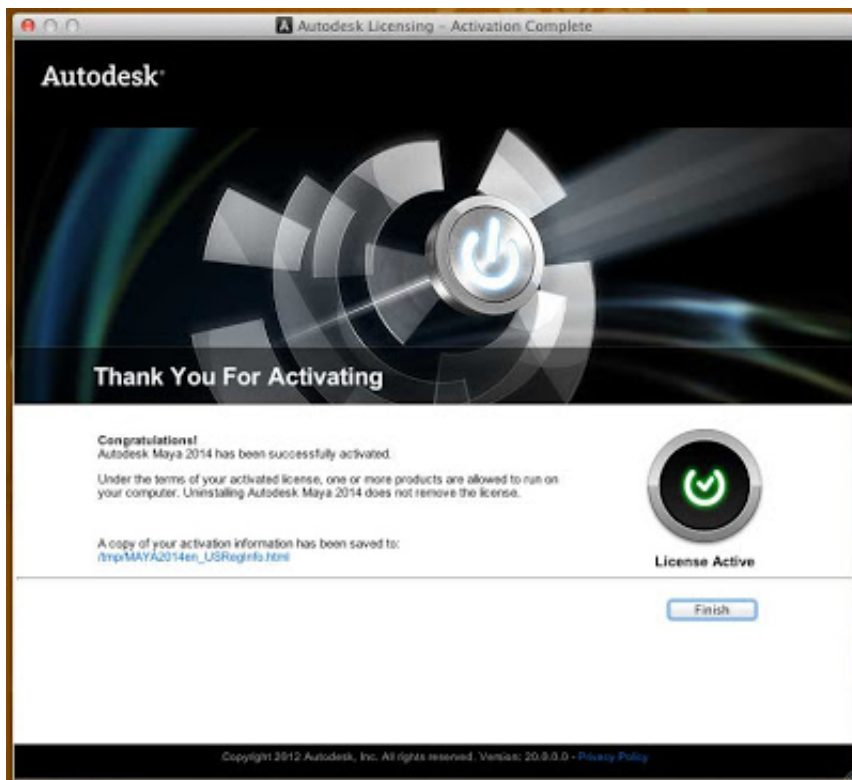 Autodesk Licensing - Activation Complete
Autodesk
Thank You For Activating
Congratulations!
Autodesk Maya 2014 has been successfully activated.
Under the terms of your activated license, one or more products are allowed to run on
your computer. Uninstalling Autodesk Maya 2014 does not remove the license.
A copy of your activation information has been saved to:
/tmp/MAYA2014en_USRegInfo.html
License Active
Finish
Copyright 2012 Autodesk, Inc. All rights reserved. Version: 20.0.0.0 - Privacy Policy